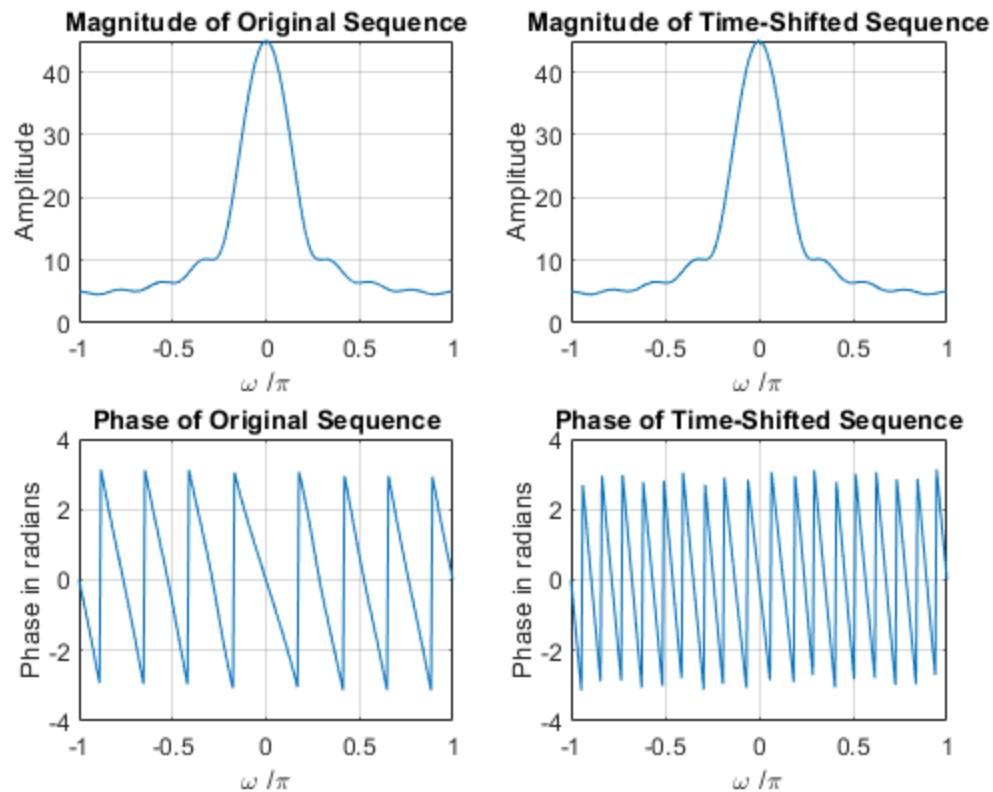 Magnitude of Original Sequence
Amplitude
40
30
20
10
0
-1 -0.5 0 0.5 1
ω /π
Magnitude of Time-Shifted Sequence
Amplitude
40
30
20
10
0
-1 -0.5 0 0.5 1
ω /π
Phase of Original Sequence
Phase in radians
4
2
0
-2
-4
-1 -0.5 0 0.5 1
ω /π
Phase of Time-Shifted Sequence
Phase in radians
4
2
0
-2
-4
-1 -0.5 0 0.5 1
ω /π